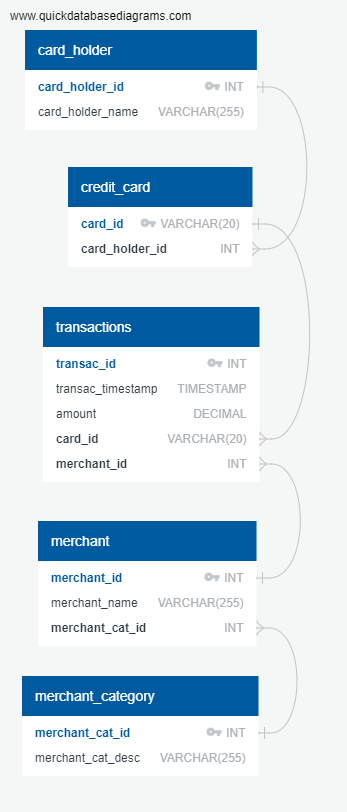 www.quickdatabasediagrams.com
card_holder
card_holder_id INT
card_holder_name VARCHAR(255)
credit_card
card_id VARCHAR(20)
card_holder_id INT
transactions
transac_id INT
transac_timestamp TIMESTAMP
amount DECIMAL
card_id VARCHAR(20)
merchant_id INT
merchant
merchant_id INT
merchant_name VARCHAR(255)
merchant_cat_id INT
merchant_category
merchant_cat_id INT
merchant_cat_desc VARCHAR(255)